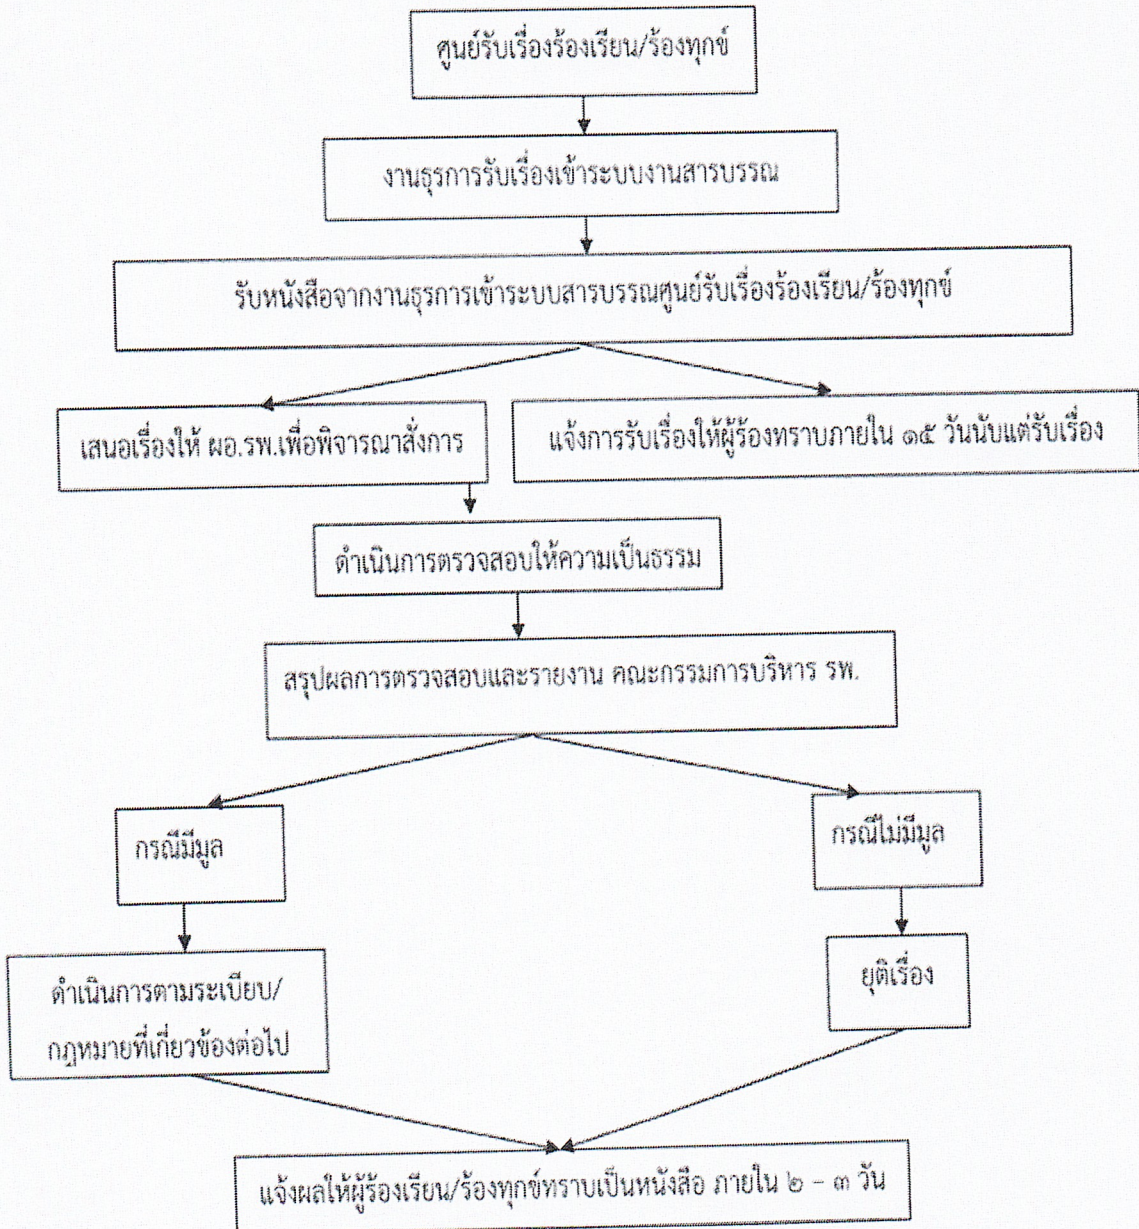 ศูนย์รับเรื่องร้องเรียน/ร้องทุกข์
งานธุรการรับเรื่องเข้าระบบงานสารบรรณ
รับหนังสือจากงานธุรการเข้าระบบสารบรรณศูนย์รับเรื่องร้องเรียน/ร้องทุกข์
เสนอเรื่องให้ ผอ.รพ.เพื่อพิจารณาสั่งการ
แจ้งการรับเรื่องให้ผู้ร้องทราบภายใน ๑๕ วันนับแต่รับเรื่อง
ดำเนินการตรวจสอบให้ความเป็นธรรม
สรุปผลการตรวจสอบและรายงาน คณะกรรมการบริหาร รพ.
กรณีมีมูล
กรณีไม่มีมูล
ดำเนินการตามระเบียบ/
กฎหมายที่เกี่ยวข้องต่อไป
ยุติเรื่อง
แจ้งผลให้ผู้ร้องเรียน/ร้องทุกข์ทราบเป็นหนังสือ ภายใน ๒ - ๓ วัน